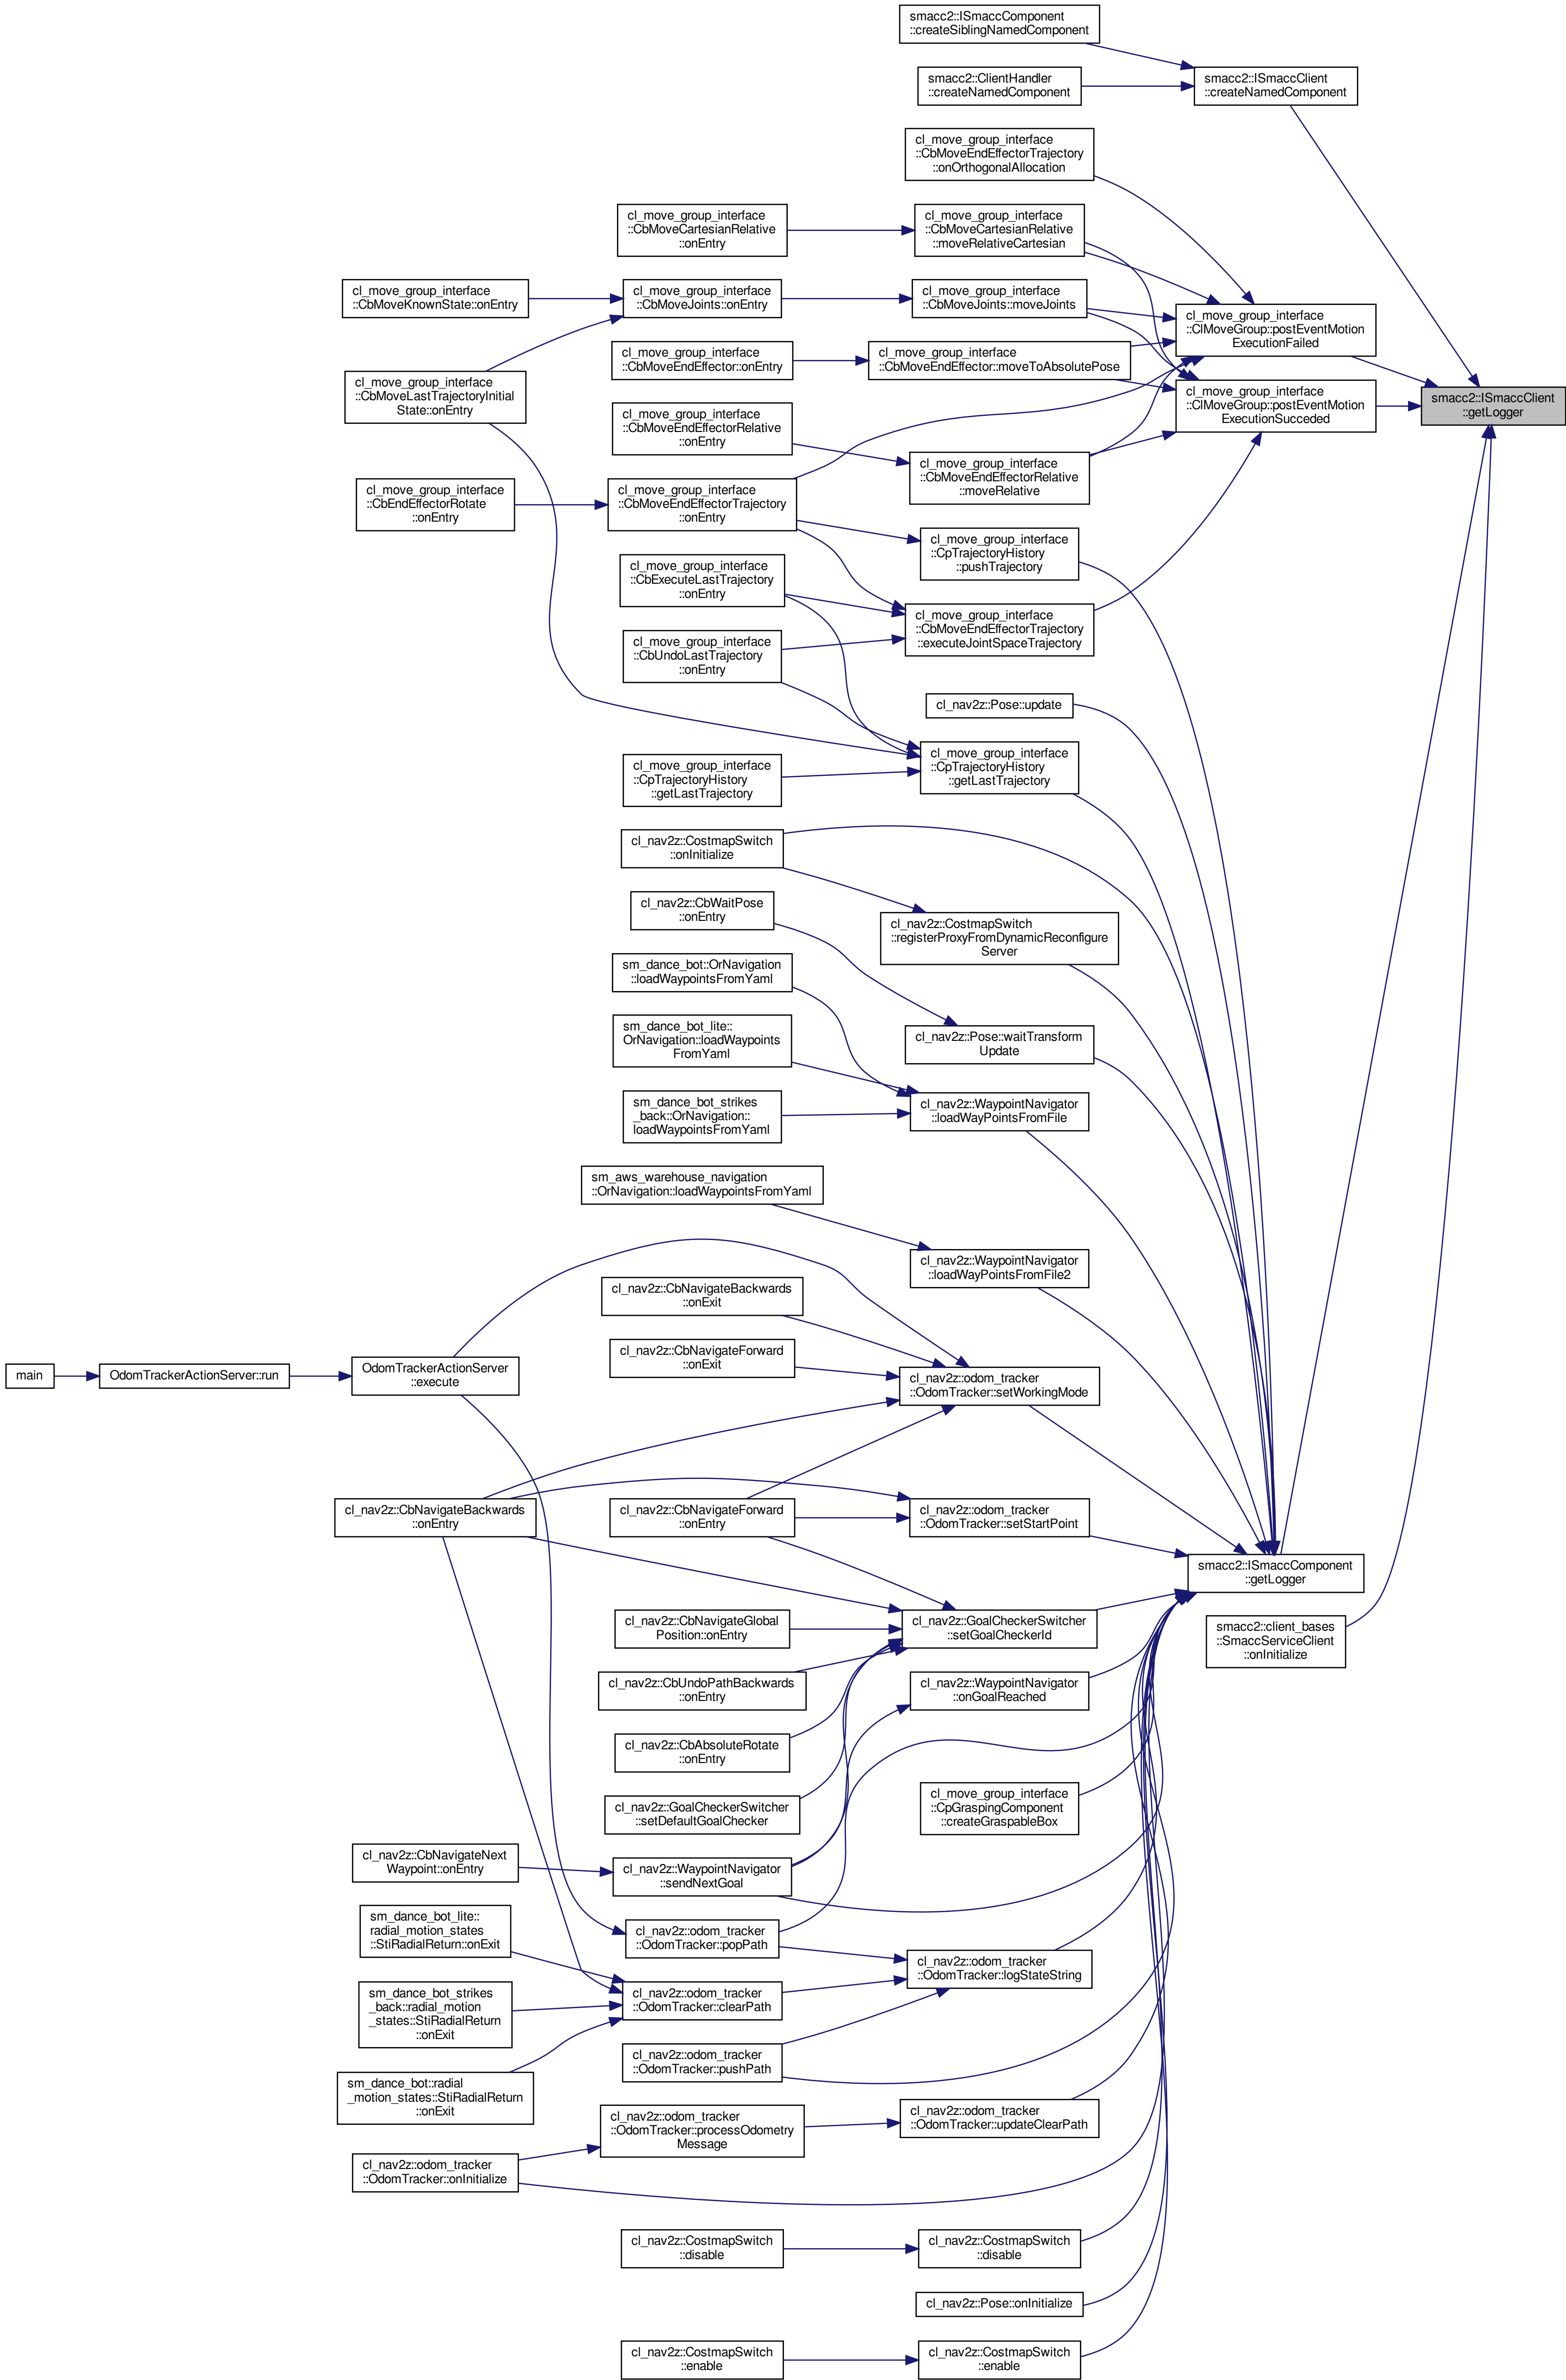 smacc2::ISmaccComponent
::createSiblingNamedComponent
smacc2::ClientHandler
::createNamedComponent
smacc2::ISmaccClient
::createNamedComponent
cl_move_group_interface
::CbMoveEndEffectorTrajectory
::onOrthogonalAllocation
cl_move_group_interface
::CbMoveCartesianRelative
::onEntry
cl_move_group_interface
::CbMoveCartesianRelative
::moveRelativeCartesian
cl_move_group_interface
::CbMoveKnownState::onEntry
cl_move_group_interface
::CbMoveJoints::onEntry
cl_move_group_interface
::CbMoveJoints::moveJoints
cl_move_group_interface
::ClMoveGroup::postEventMotion
ExecutionFailed
cl_move_group_interface
::CbMoveEndEffector::onEntry
cl_move_group_interface
::CbMoveEndEffector::moveToAbsolutePose
cl_move_group_interface
::CbMoveLastTrajectoryInitial
State::onEntry
cl_move_group_interface
::ClMoveGroup::postEventMotion
ExecutionSucceded
smacc2::ISmaccClient
::getLogger
cl_move_group_interface
::CbMoveEndEffectorRelative
::onEntry
cl_move_group_interface
::CbMoveEndEffectorRelative
::moveRelative
cl_move_group_interface
::CbEndEffectorRotate
::onEntry
cl_move_group_interface
::CbMoveEndEffectorTrajectory
::onEntry
cl_move_group_interface
::CpTrajectoryHistory
::pushTrajectory
cl_move_group_interface
::CbExecuteLastTrajectory
::onEntry
cl_move_group_interface
::CbMoveEndEffectorTrajectory
::executeJointSpaceTrajectory
cl_move_group_interface
::CbUndoLastTrajectory
::onEntry
cl_nav2z::Pose::update
cl_move_group_interface
::CpTrajectoryHistory
::getLastTrajectory
cl_move_group_interface
::CpTrajectoryHistory
::getLastTrajectory
cl_nav2z::CostmapSwitch
::onInitialize
cl_nav2z::CbWaitPose
::onEntry
cl_nav2z::CostmapSwitch
::registerProxyFromDynamicReconfigure
Server
sm_dance_bot::OrNavigation
::loadWaypointsFromYaml
sm_dance_bot_lite::
OrNavigation::loadWaypoints
FromYaml
cl_nav2z::Pose::waitTransform
Update
sm_dance_bot_strikes
_back::OrNavigation::
loadWaypointsFromYaml
cl_nav2z::WaypointNavigator
::loadWayPointsFromFile
sm_aws_warehouse_navigation
::OrNavigation::loadWaypointsFromYaml
cl_nav2z::WaypointNavigator
::loadWayPointsFromFile2
cl_nav2z::CbNavigateBackwards
::onExit
cl_nav2z::CbNavigateForward
::onExit
main
OdomTrackerActionServer::run
OdomTrackerActionServer
::execute
cl_nav2z::odom_tracker
::OdomTracker::setWorkingMode
cl_nav2z::CbNavigateBackwards
::onEntry
cl_nav2z::CbNavigateForward
::onEntry
cl_nav2z::odom_tracker
::OdomTracker::setStartPoint
smacc2::ISmaccComponent
::getLogger
cl_nav2z::CbNavigateGlobal
Position::onEntry
cl_nav2z::GoalCheckerSwitcher
::setGoalCheckerId
smacc2::client_bases
::SmaccServiceClient
::onInitialize
cl_nav2z::CbUndoPathBackwards
::onEntry
cl_nav2z::WaypointNavigator
::onGoalReached
cl_nav2z::CbAbsoluteRotate
::onEntry
cl_nav2z::GoalCheckerSwitcher
::setDefaultGoalChecker
cl_move_group_interface
::CpGraspingComponent
::createGraspableBox
cl_nav2z::CbNavigateNext
Waypoint::onEntry
cl_nav2z::WaypointNavigator
::sendNextGoal
sm_dance_bot_lite::
radial_motion_states
::StiRadialReturn::onExit
cl_nav2z::odom_tracker
::OdomTracker::popPath
cl_nav2z::odom_tracker
::OdomTracker::logStateString
sm_dance_bot_strikes
_back::radial_motion
_states::StiRadialReturn
::onExit
cl_nav2z::odom_tracker
::OdomTracker::clearPath
cl_nav2z::odom_tracker
::OdomTracker::pushPath
sm_dance_bot::radial
_motion_states::StiRadialReturn
::onExit
cl_nav2z::odom_tracker
::OdomTracker::processOdometry
Message
cl_nav2z::odom_tracker
::OdomTracker::updateClearPath
cl_nav2z::odom_tracker
::OdomTracker::onInitialize
cl_nav2z::CostmapSwitch
::disable
cl_nav2z::CostmapSwitch
::disable
cl_nav2z::Pose::onInitialize
cl_nav2z::CostmapSwitch
::enable
cl_nav2z::CostmapSwitch
::enable